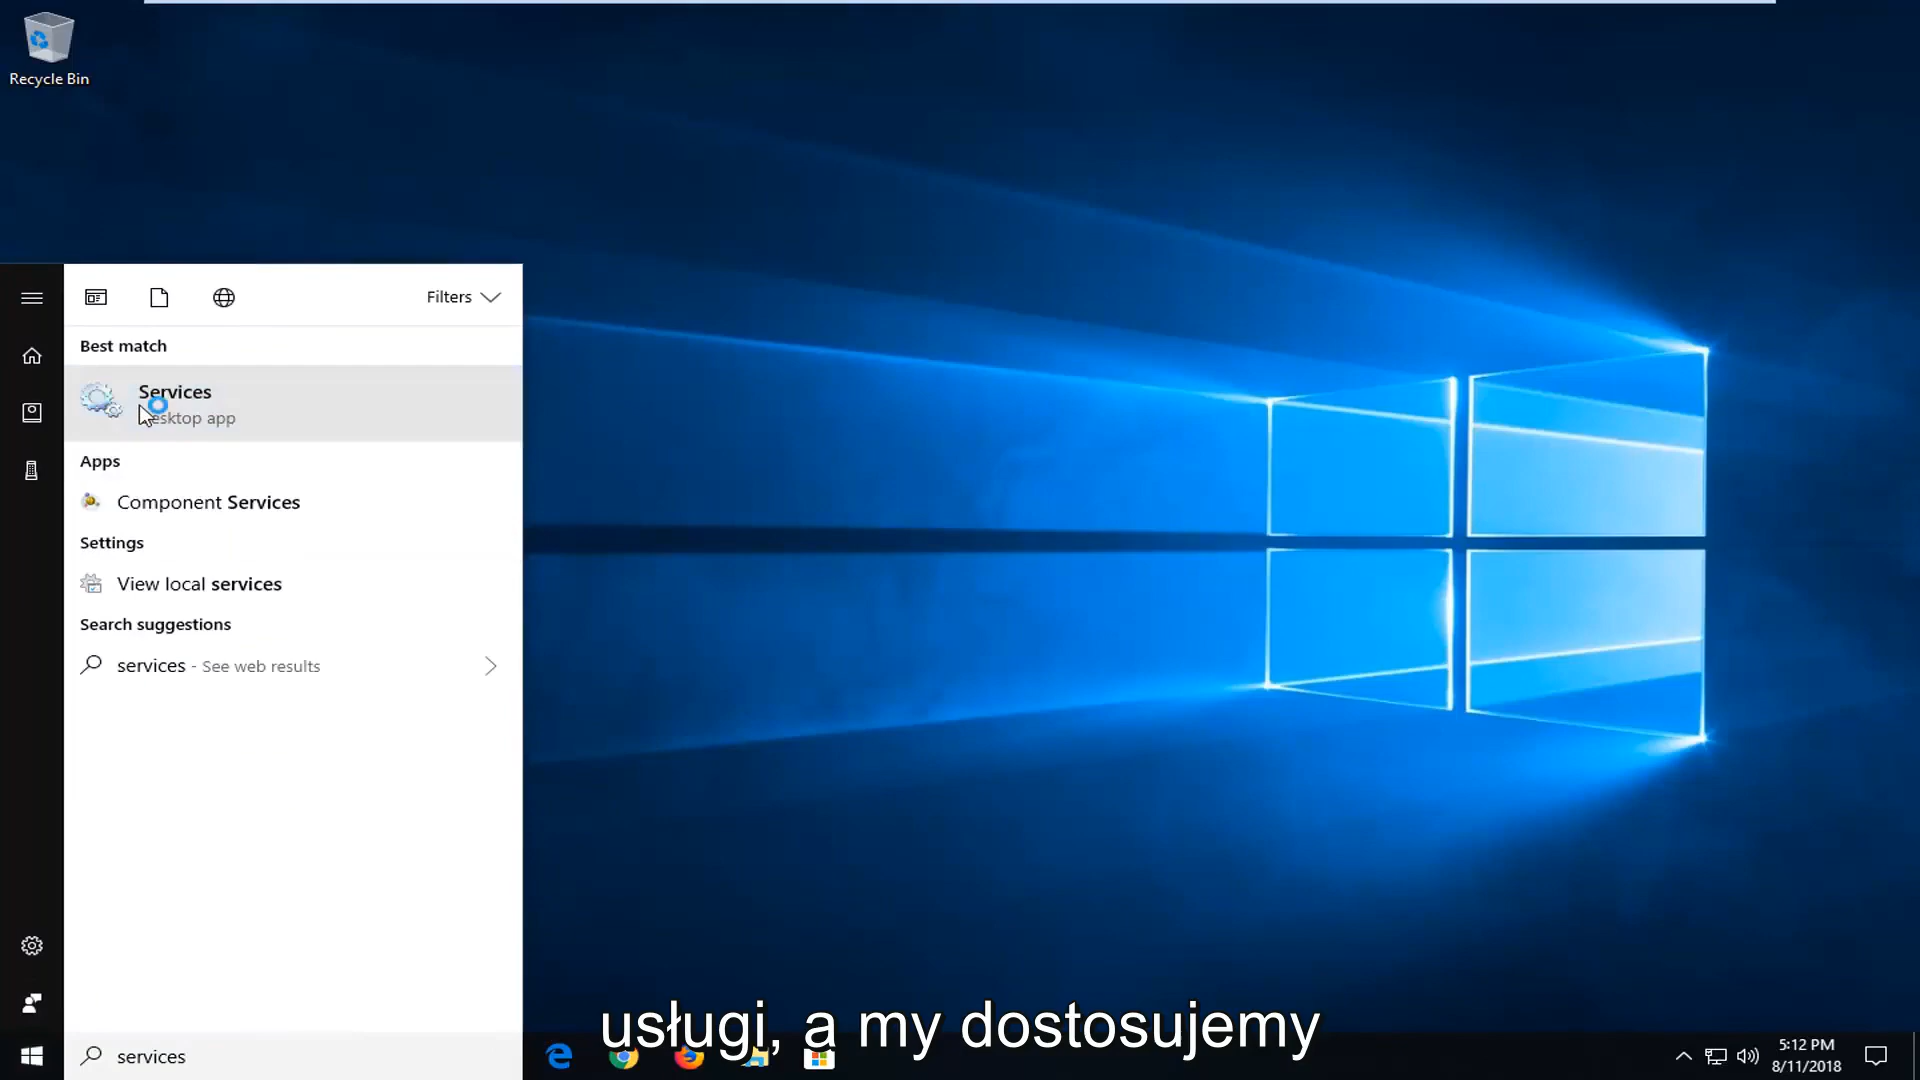 Recycle Bin
Filters
Best match
Services
Desktop app
Apps
Component Services
Settings
View local services
Search suggestions
services - See web results
usługi, a my dostosujemy
services
5:12 PM
8/11/2018